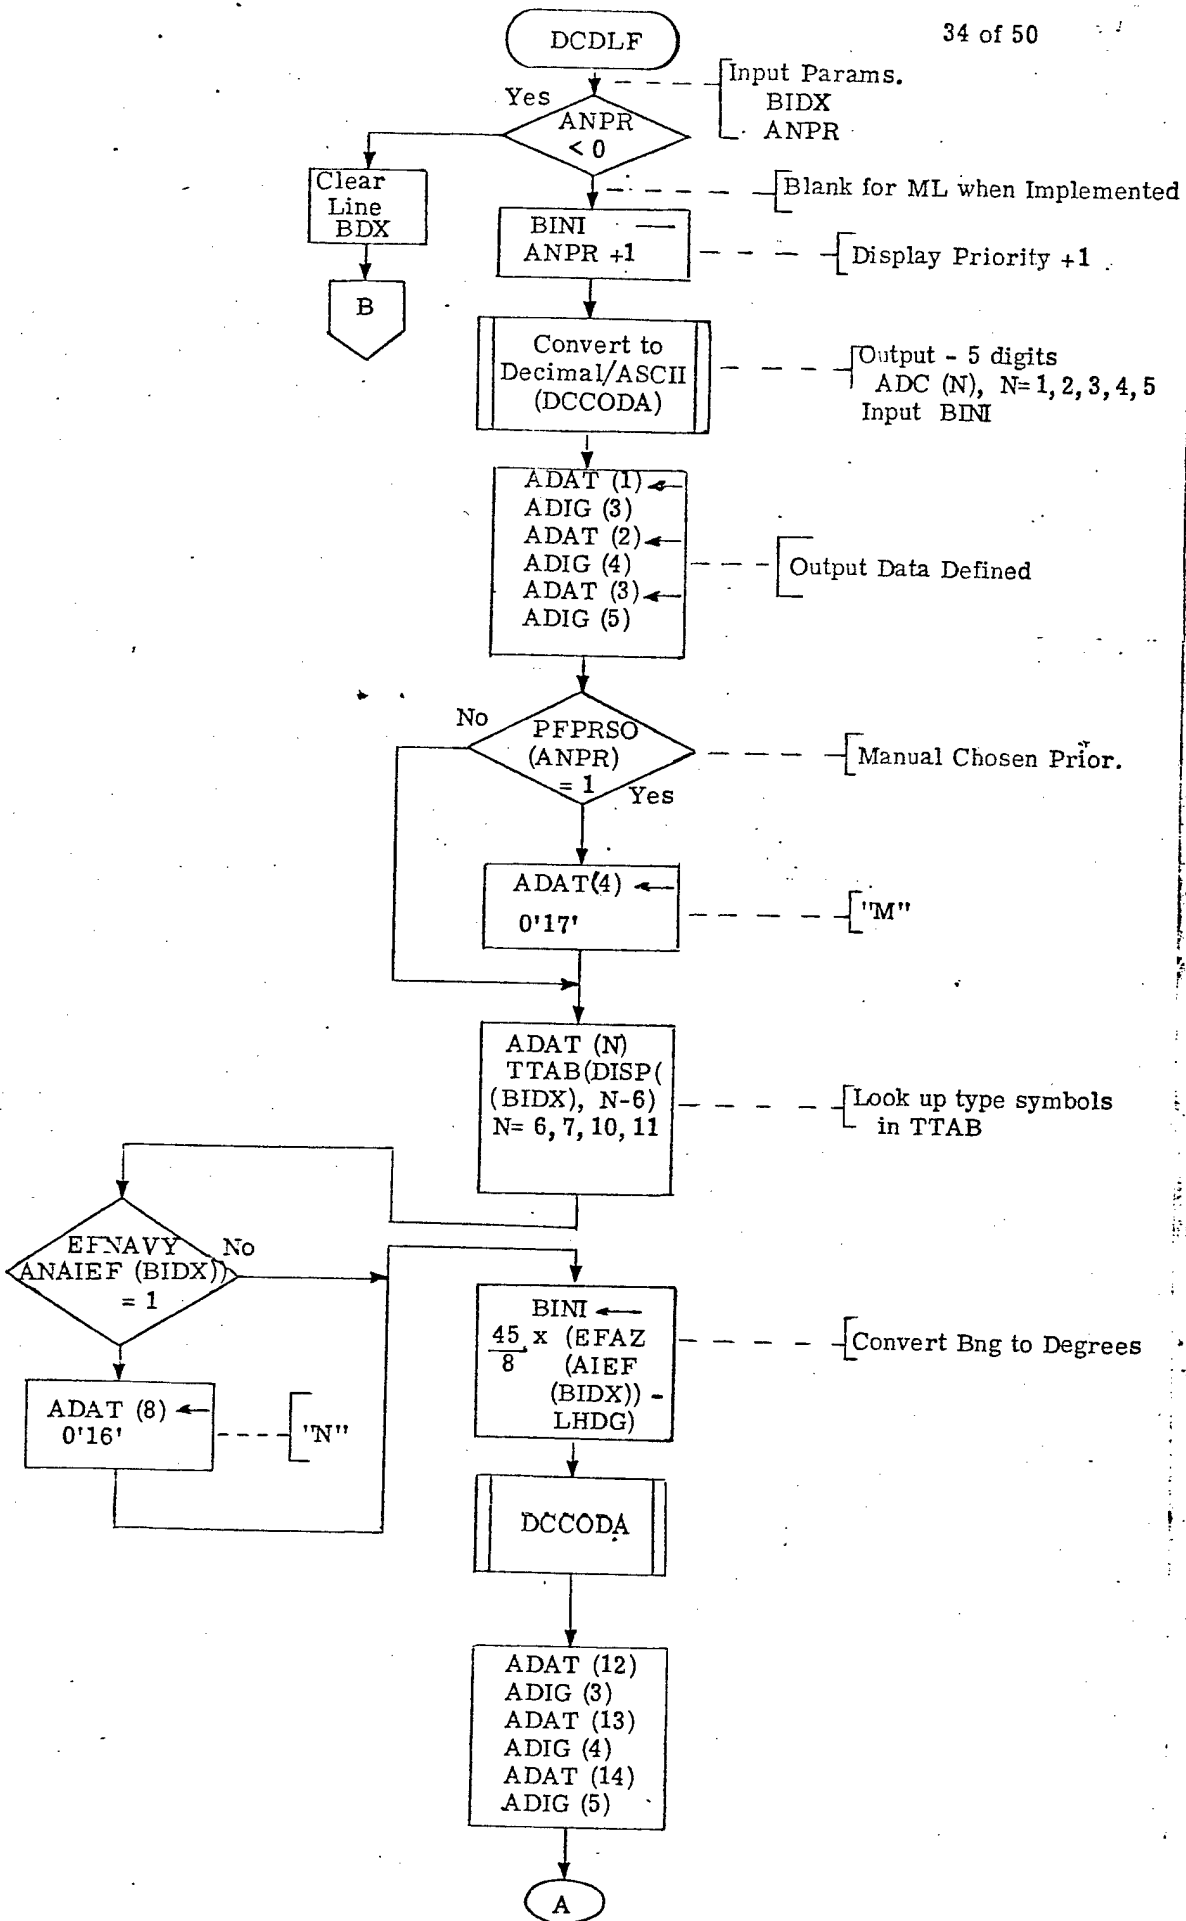 34 of 50
DCDLF
Input Params.
BIDX
ANPR
Yes
ANPR
< 0
Clear
Line
BDX
B
Blank for ML when Implemented
BINI
ANPR +1
Display Priority +1
Convert to
Decimal/ASCII
(DCCODA)
Output - 5 digits
ADC (N), N= 1, 2, 3, 4, 5
Input BINI
ADAT (1) ←
ADIG (3)
ADAT (2) ←
ADIG (4)
ADAT (3) ←
ADIG (5)
Output Data Defined
No
PFPRSO
(ANPR)
= 1
Yes
Manual Chosen Prior.
ADAT(4) ←
0'17'
"M"
ADAT (N)
TTAB(DISP(
(BIDX), N-6)
N= 6, 7, 10, 11
Look up type symbols
in TTAB
EFNAVY
ANAIEF (BIDX))
= 1
No
ADAT (8) ←
0'16'
"N"
BINI ←
45/8 x (EFAZ
(AIEF
(BIDX)) -
LHDG)
Convert Bng to Degrees
DCCODA
ADAT (12)
ADIG (3)
ADAT (13)
ADIG (4)
ADAT (14)
ADIG (5)
A